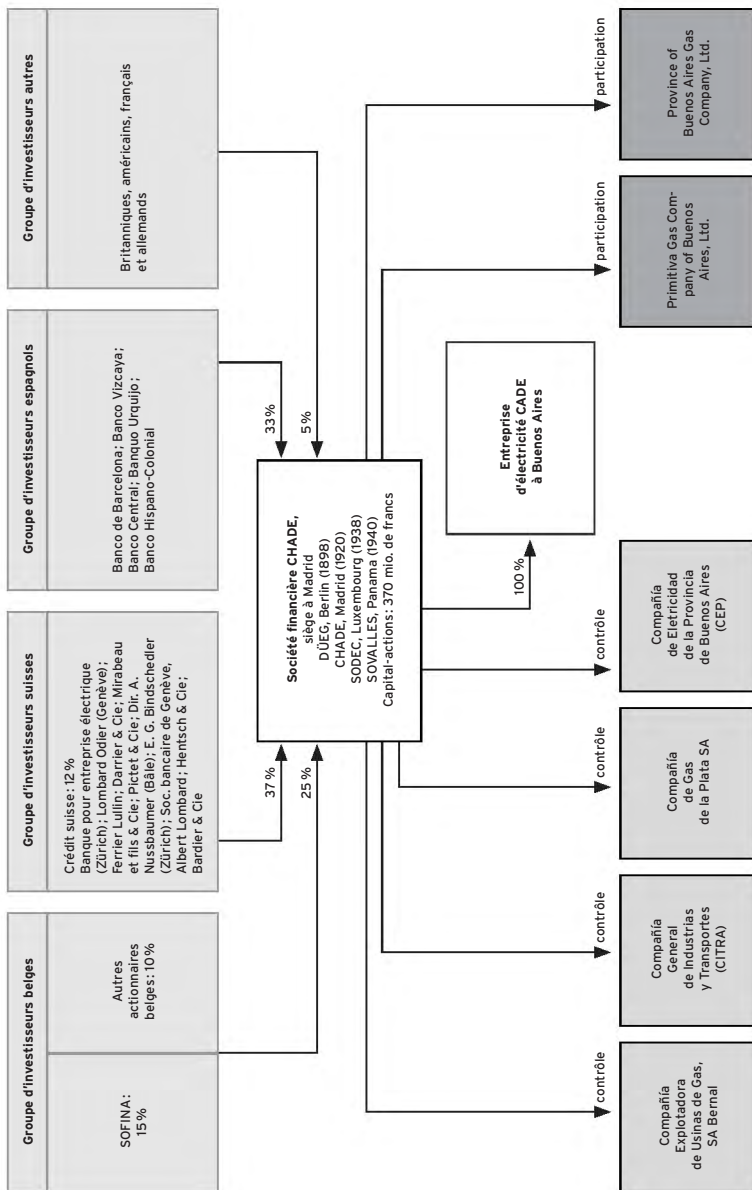 Groupe d'investisseurs belges
SOFINA:
15%
Autres
actionnaires
belges: 10%
Groupe d'investisseurs suisses
Crédit suisse: 12%
Banque pour entreprise électrique
(Zürich); Lombard Odier (Genève);
Ferrier Lullin; Darrier & Cie; Mirabeau
et fils & Cie; Pictet & Cie; Dir. A.
Nussbaumer (Bâle); E. G. Bindschedler
(Zürich); Soc. bancaire de Genève,
Albert Lombard; Hentsch & Cie;
Bardier & Cie
Groupe d'investisseurs espagnols
Banco de Barcelona; Banco Vizcaya;
Banco Central; Banquo Urquijo;
Banco Hispano-Colonial
Groupe d'investisseurs autres
Britanniques, américains, français
et allemands
37%
25%
33%
5%
Société financière CHADE,
siège à Madrid
DÜEG, Berlin (1898)
CHADE, Madrid (1920)
SODEC, Luxembourg (1938)
SOVALLES, Panama (1940)
Capital-actions: 370 mio. de francs
100%
Entreprise
d'électricité CADE
à Buenos Aires
contrôle
contrôle
contrôle
contrôle
participation
participation
Compañía
Explotadora
de Usinas de Gas,
SA Bernal
Compañía
General
de Industrias
y Transportes
(CITRA)
Compañía
de Gas
de la Plata SA
Compañía
de Eletricidad
de la Provincia
de Buenos Aires
(CEP)
Primitiva Gas Com-
pany of Buenos
Aires, Ltd.
Province of
Buenos Aires Gas
Company, Ltd.